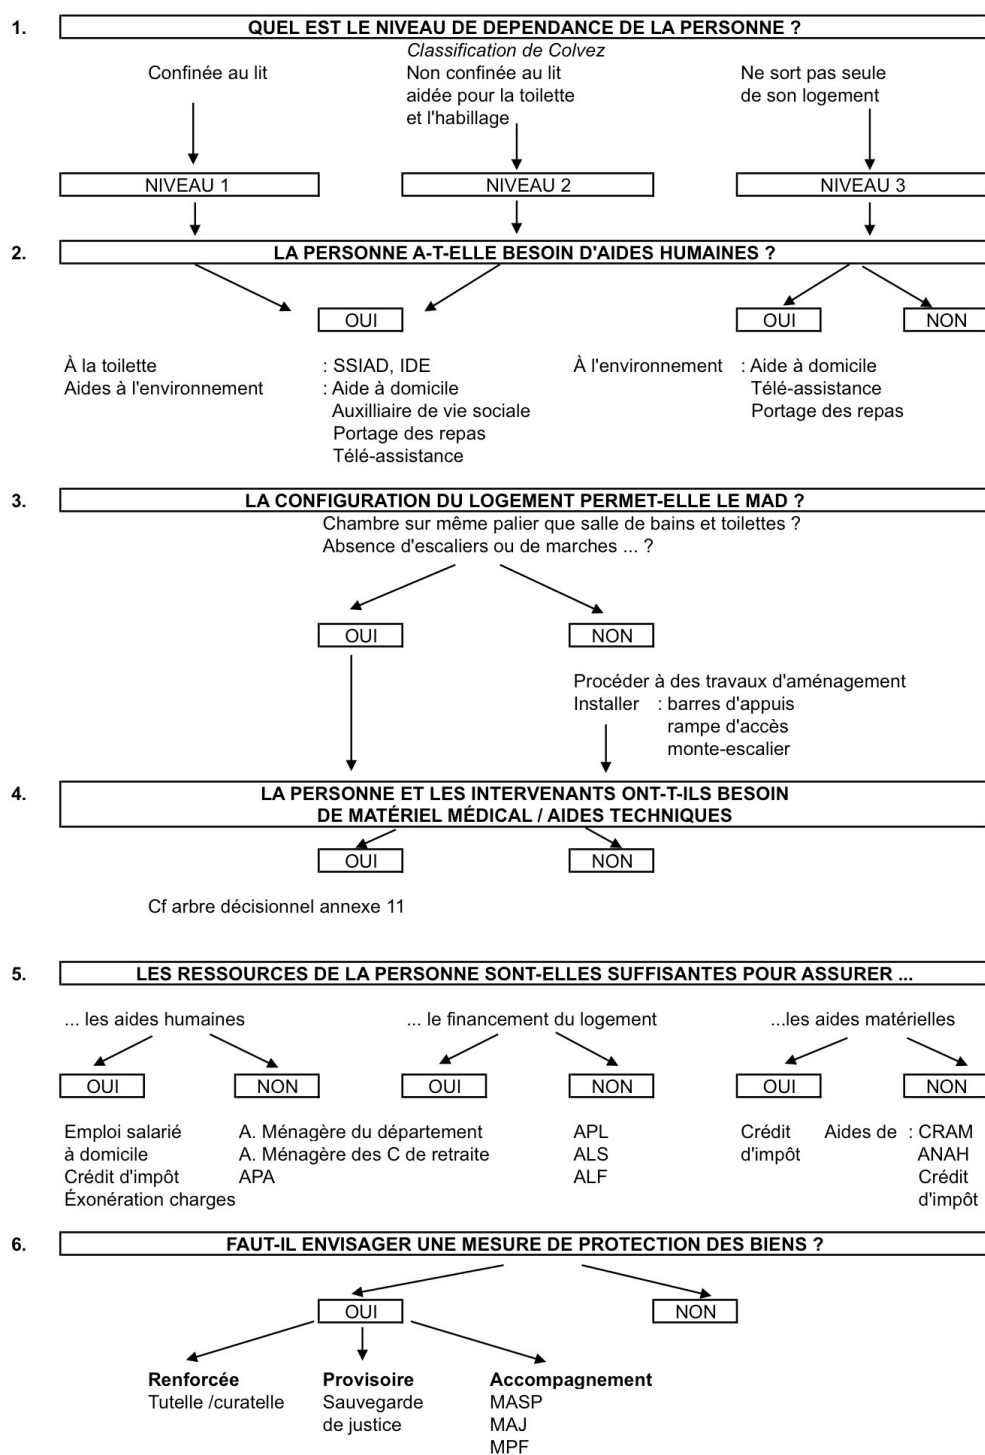 1. QUEL EST LE NIVEAU DE DEPENDANCE DE LA PERSONNE ?
Classification de Colvez
Confinée au lit
Non confinée au lit
aidée pour la toilette
et l'habillage
Ne sort pas seule
de son logement
NIVEAU 1
NIVEAU 2
NIVEAU 3
2. LA PERSONNE A-T-ELLE BESOIN D'AIDES HUMAINES ?
OUI
OUI
NON
À la toilette : SSIAD, IDE
Aides à l'environnement : Aide à domicile
Auxilliaire de vie sociale
Portage des repas
Télé-assistance
À l'environnement : Aide à domicile
Télé-assistance
Portage des repas
3. LA CONFIGURATION DU LOGEMENT PERMET-ELLE LE MAD ?
Chambre sur même palier que salle de bains et toilettes ?
Absence d'escaliers ou de marches ... ?
OUI
NON
Procéder à des travaux d'aménagement
Installer : barres d'appuis
rampe d'accès
monte-escalier
4. LA PERSONNE ET LES INTERVENANTS ONT-T-ILS BESOIN
DE MATÉRIEL MÉDICAL / AIDES TECHNIQUES
OUI
NON
Cf arbre décisionnel annexe 11
5. LES RESSOURCES DE LA PERSONNE SONT-ELLES SUFFISANTES POUR ASSURER ...
... les aides humaines
... le financement du logement
...les aides matérielles
OUI
NON
OUI
NON
OUI
NON
Emploi salarié
à domicile
Crédit d'impôt
Éxonération charges
A. Ménagère du département
A. Ménagère des C de retraite
APA
APL
ALS
ALF
Crédit
d'impôt
Aides de : CRAM
ANAH
Crédit
d'impôt
6. FAUT-IL ENVISAGER UNE MESURE DE PROTECTION DES BIENS ?
OUI
NON
Renforcée
Tutelle /curatelle
Provisoire
Sauvegarde
de justice
Accompagnement
MASP
MAJ
MPF